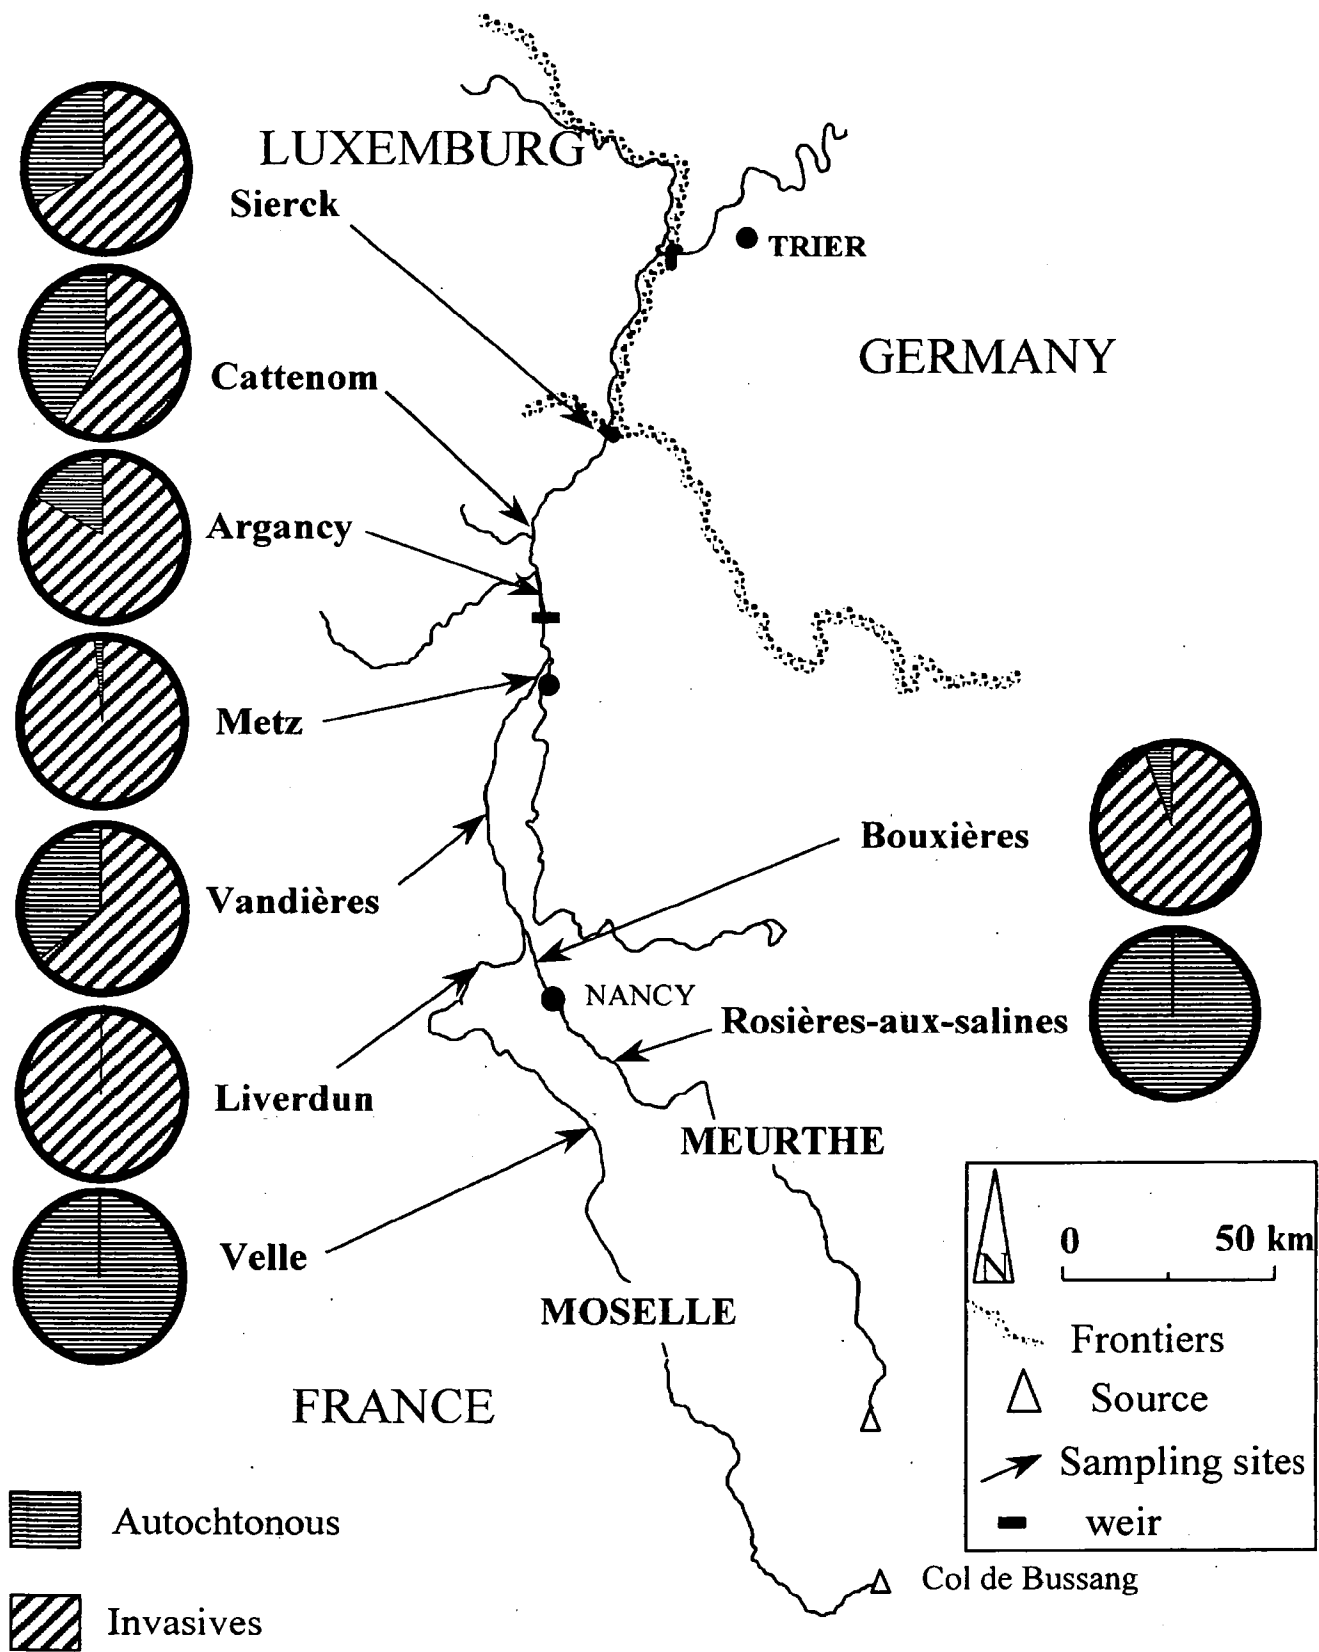 LUXEMBURG
Sierck
TRIER
GERMANY
Cattenom
Argancy
Metz
Bouxières
Vandières
NANCY
Rosières-aux-salines
Liverdun
MEURTHE
Velle
MOSELLE
FRANCE
N
0 50 km
Frontiers
Source
Sampling sites
weir
Autochtonous
Col de Bussang
Invasives